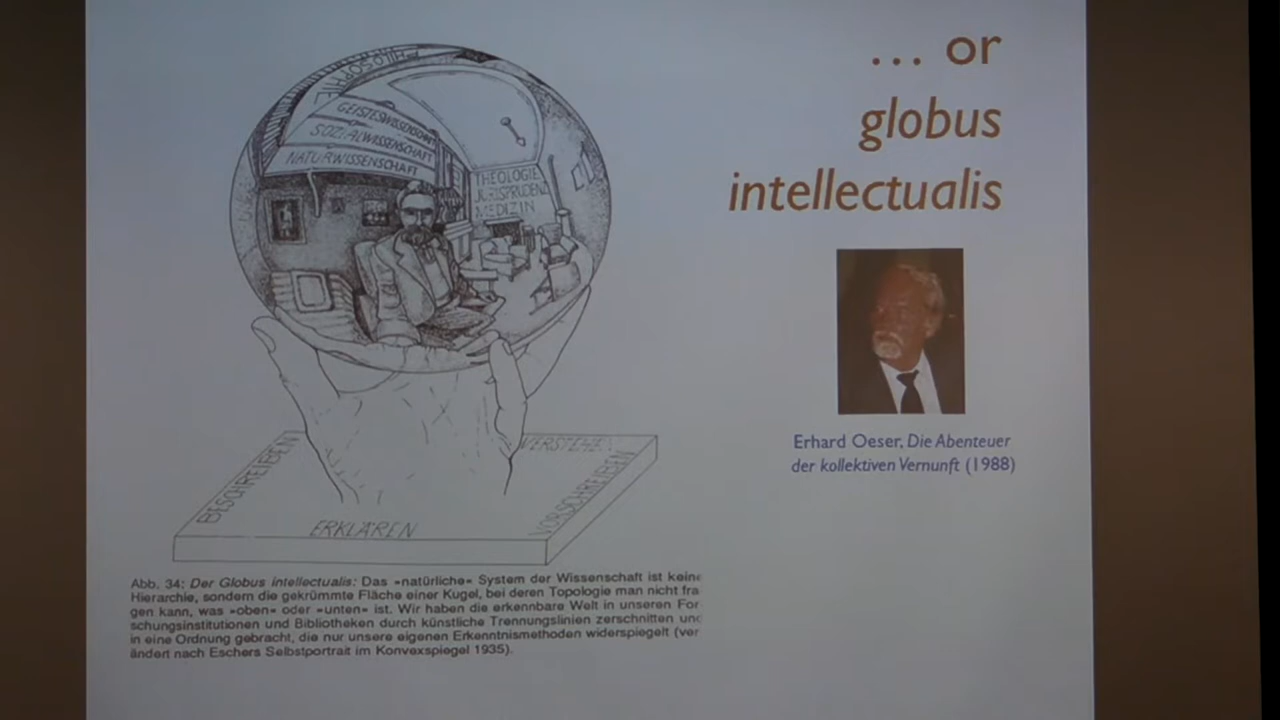 … or
globus
intellectualis
PHILOSOPHIE
GEISTESWISSENSCHAFT
SOZIALWISSENSCHAFT
NATURWISSENSCHAFT
THEOLOGIE
JURISPRUDENZ
MEDIZIN
BESCHREIBEN
VERSTEHEN
ERKLÄREN
VORSCHREIBEN
Erhard Oeser, Die Abenteuer
der kollektiven Vernunft (1988)
Abb. 34: Der Globus intellectualis: Das »natürliche« System der Wissenschaft ist keine
Hierarchie, sondern die gekrümmte Fläche einer Kugel, bei deren Topologie man nicht fra
gen kann, was »oben« oder »unten« ist. Wir haben die erkennbare Welt in unseren For
schungsinstitutionen und Bibliotheken durch künstliche Trennungslinien zerschnitten und
in eine Ordnung gebracht, die nur unsere eigenen Erkenntnismethoden widerspiegelt (ver
ändert nach Eschers Selbstportrait im Konvexspiegel 1935).